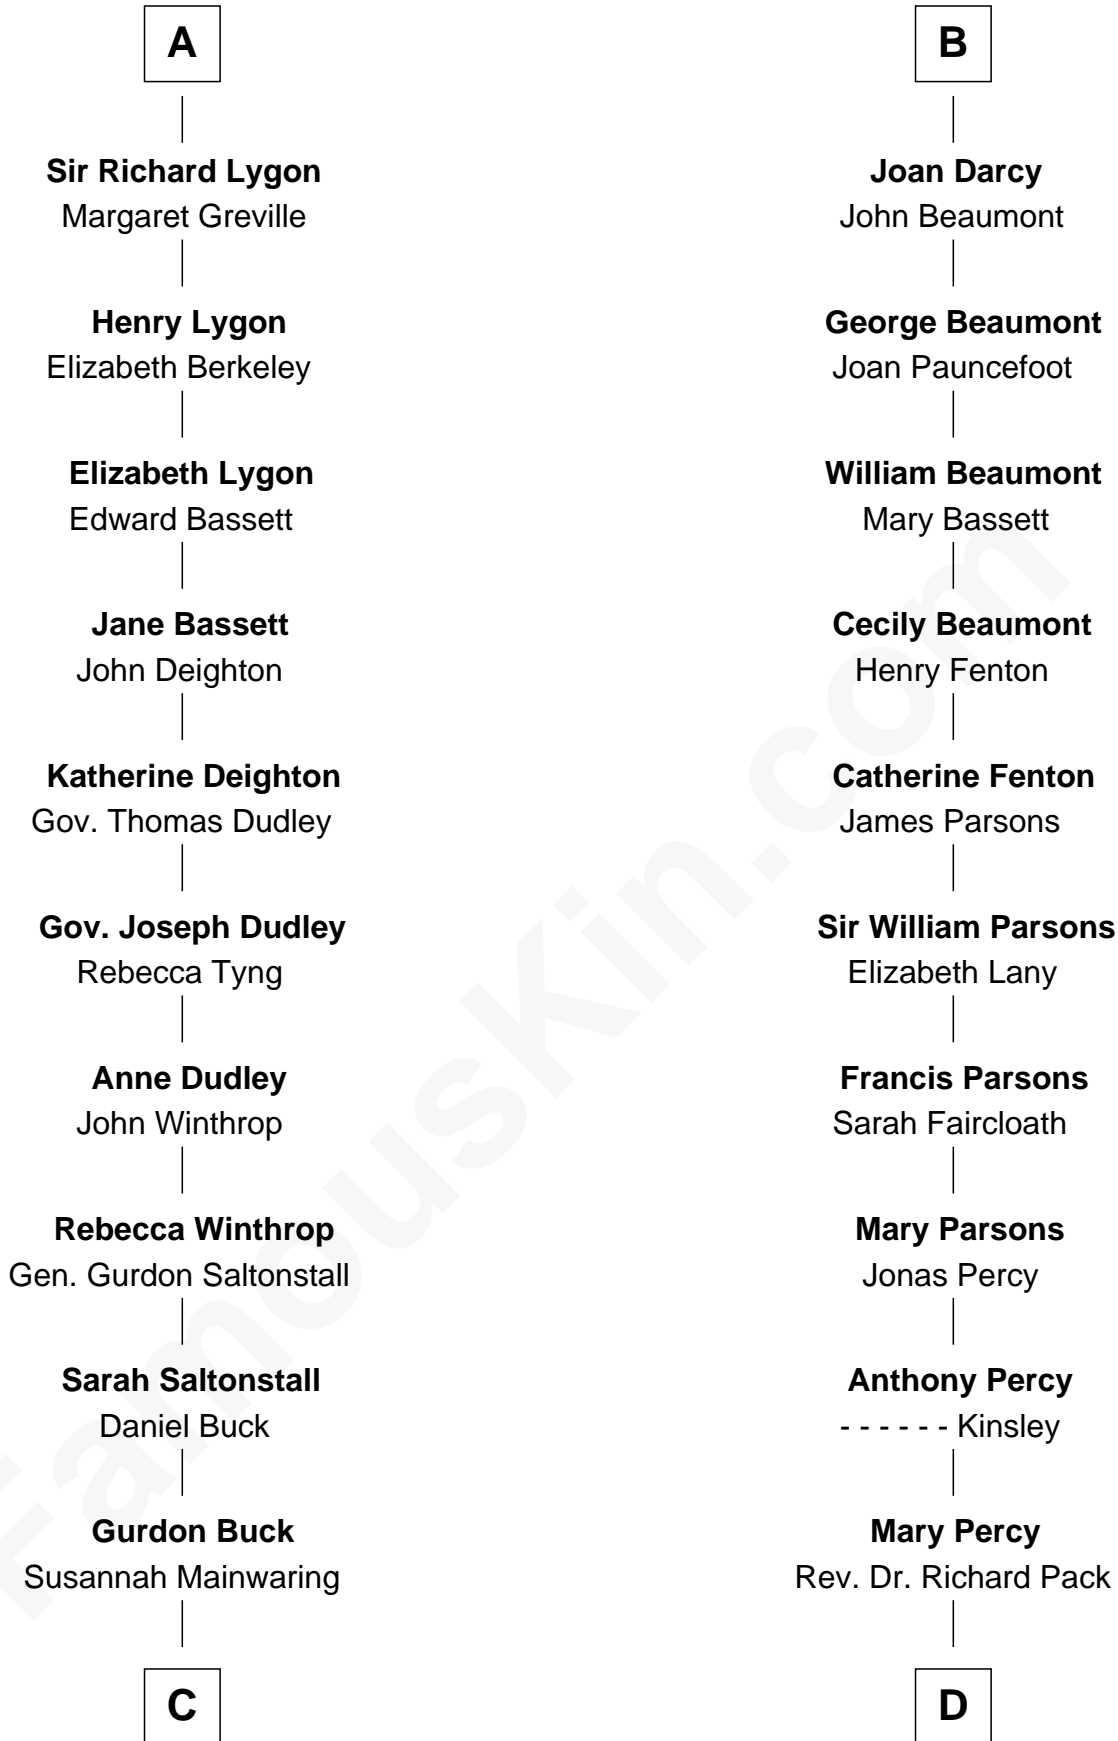 A
Sir Richard Lygon
Margaret Greville
Henry Lygon
Elizabeth Berkeley
Elizabeth Lygon
Edward Bassett
Jane Bassett
John Deighton
Katherine Deighton
Gov. Thomas Dudley
Gov. Joseph Dudley
Rebecca Tyng
Anne Dudley
John Winthrop
Rebecca Winthrop
Gen. Gurdon Saltonstall
Sarah Saltonstall
Daniel Buck
Gurdon Buck
Susannah Mainwaring
C
B
Joan Darcy
John Beaumont
George Beaumont
Joan Pauncefoot
William Beaumont
Mary Bassett
Cecily Beaumont
Henry Fenton
Catherine Fenton
James Parsons
Sir William Parsons
Elizabeth Lany
Francis Parsons
Sarah Faircloath
Mary Parsons
Jonas Percy
Anthony Percy
- - - - - - Kinsley
Mary Percy
Rev. Dr. Richard Pack
D
FamousKin.com